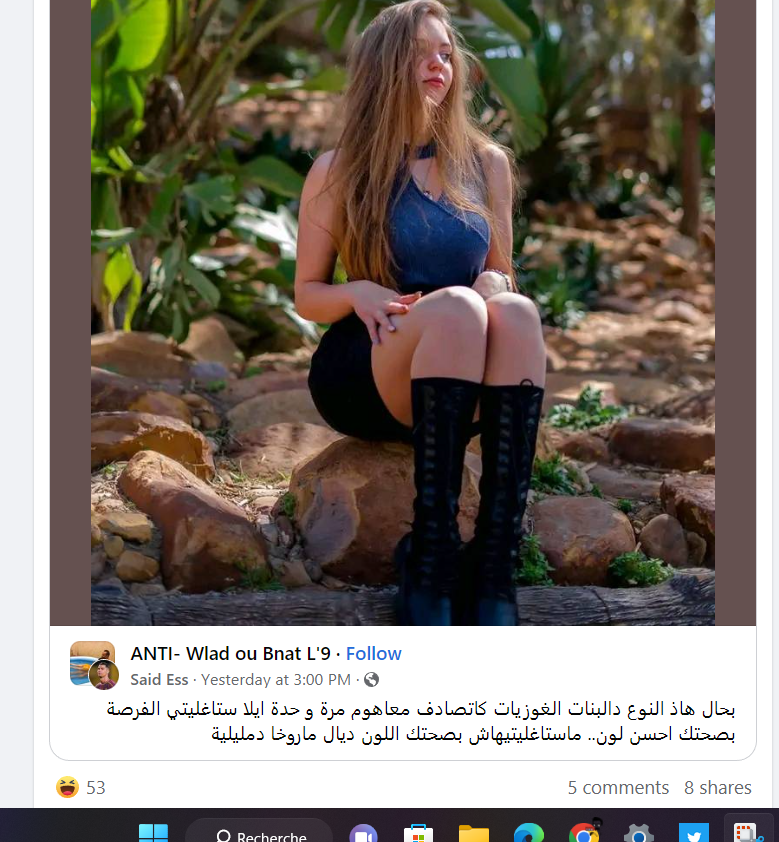 ANTI- Wlad ou Bnat L'9 · Follow
Said Ess · Yesterday at 3:00 PM ·
بحال هاذ النوع دالبنات الغوزيات كاتصادف معاهوم مرة وحدة ايلا ستاغليتي الفرصة
بصحتك احسن لون.. ماستاغليتيهاش بصحتك اللون ديال ماروخا دمليلية
53
5 comments 8 shares
Recherche